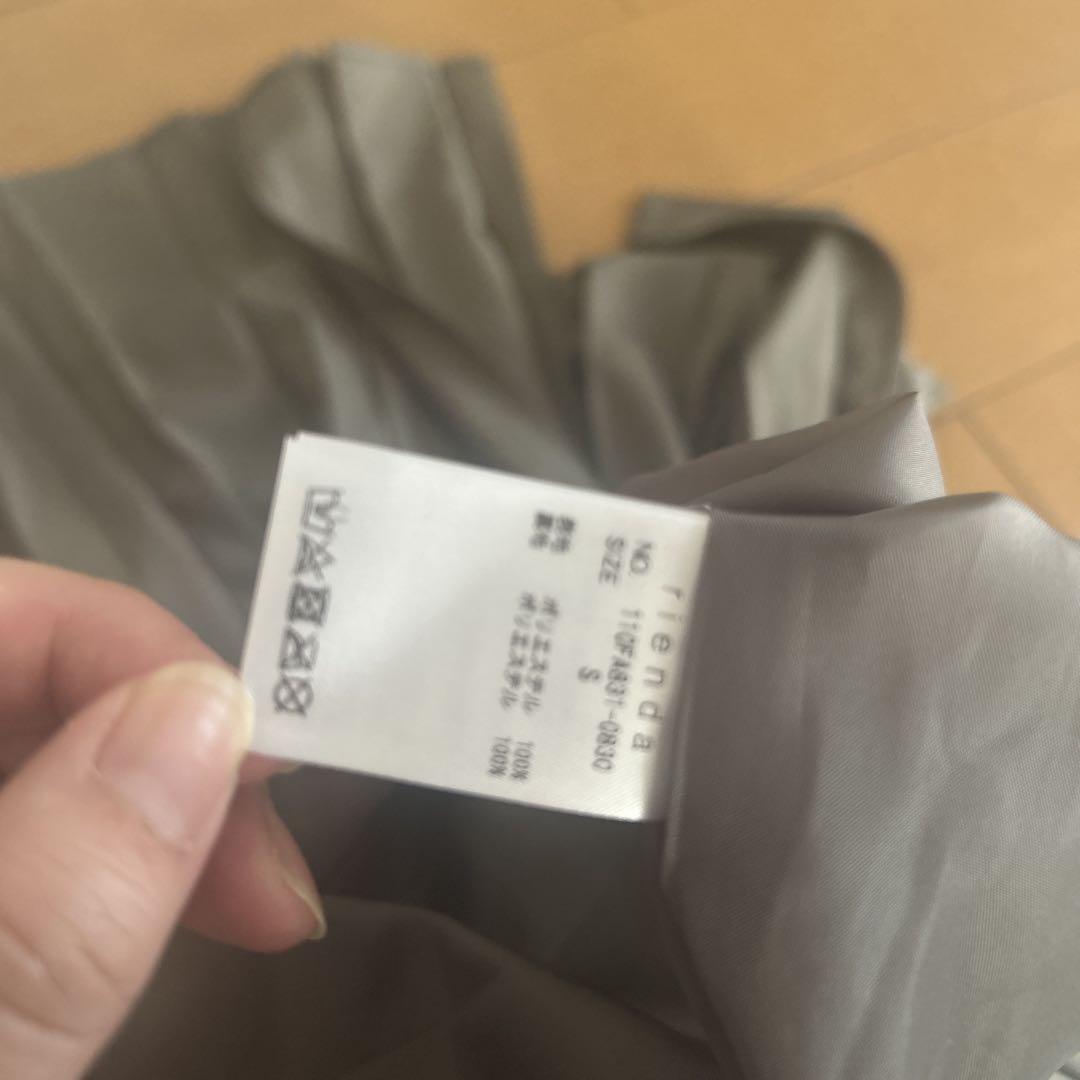 rienda
NO. 110FA831-0830
SIZE S
表地 ポリエステル 100%
裏地 ポリエステル 100%